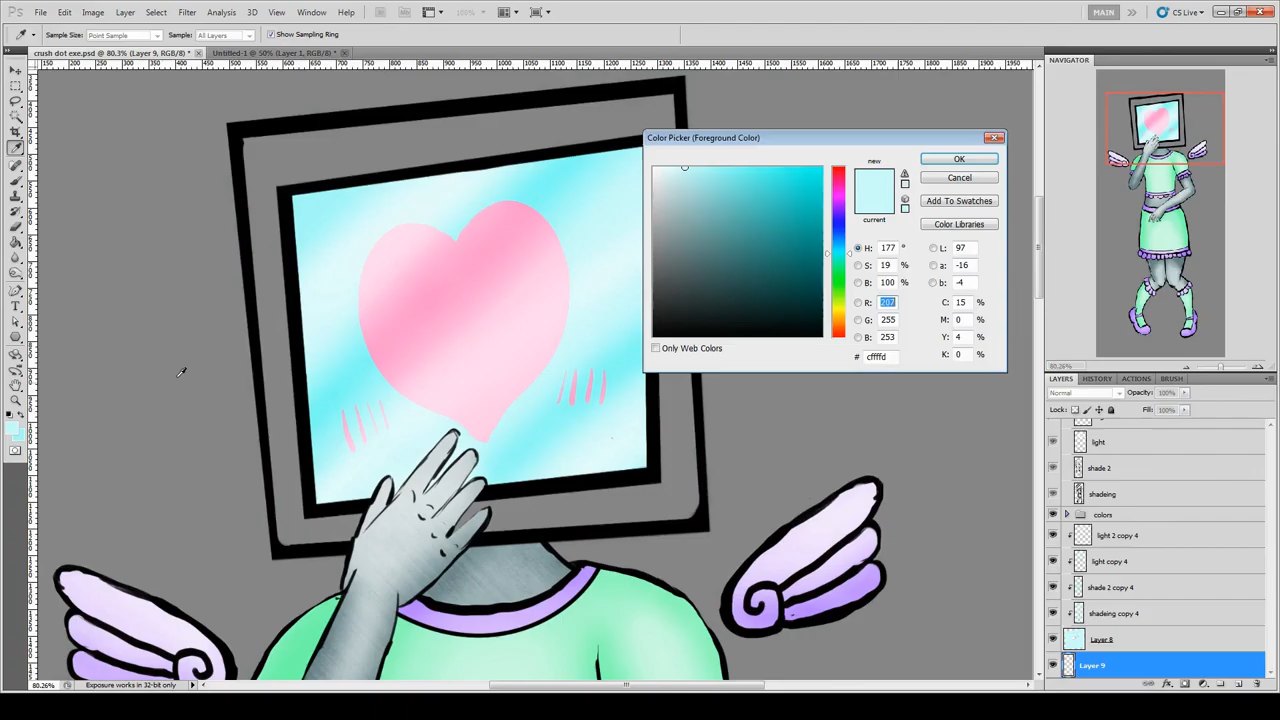 Ps File Edit Image Layer Select Filter Analysis 3D View Window Help 100% MAIN CS Live
Sample Size: Point Sample Sample: All Layers Show Sampling Ring
crush dot exe.psd @ 80.3% (Layer 9, RGB/8) * Untitled-1 @ 50% (Layer 1, RGB/8) *
NAVIGATOR
Color Picker (Foreground Color)
new
current
OK
Cancel
Add To Swatches
Color Libraries
H: 177 ° L: 97
S: 19 % a: -16
B: 100 % b: -4
R: 207 C: 15 %
G: 255 M: 0 %
B: 253 Y: 4 %
# cffffd K: 0 %
Only Web Colors
80.26%
LAYERS HISTORY ACTIONS BRUSH
Normal Opacity: 100%
Lock: Fill: 100%
light
shade 2
shadeing
colors
light 2 copy 4
light copy 4
shade 2 copy 4
shadeing copy 4
Layer 8
Layer 9
80.26% Exposure works in 32-bit only